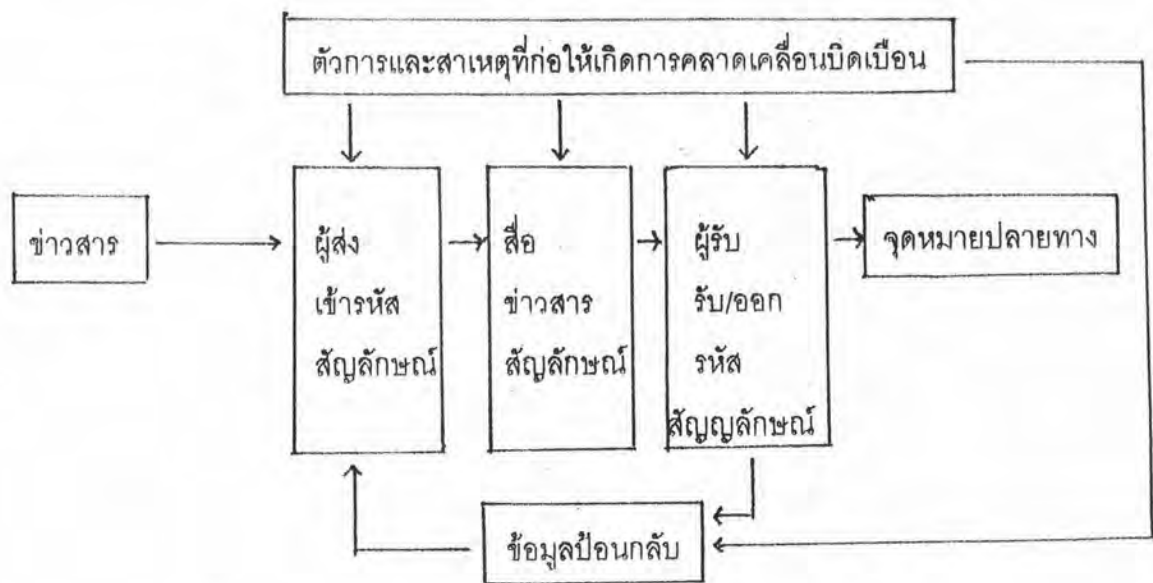 ตัวการและสาเหตุที่ก่อให้เกิดการคลาดเคลื่อนบิดเบือน
ข่าวสาร
ผู้ส่ง
เข้ารหัส
สัญลักษณ์
สื่อ
ข่าวสาร
สัญลักษณ์
ผู้รับ
รับ/ออก
รหัส
สัญญลักษณ์
จุดหมายปลายทาง
ข้อมูลป้อนกลับ